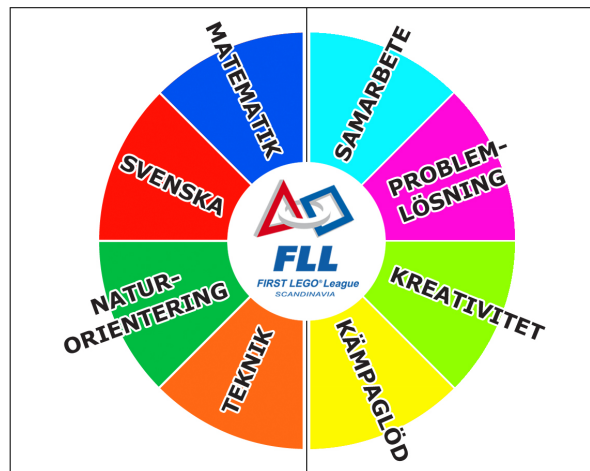 MATEMATIK
SAMARBETE
SVENSKA
PROBLEM-
LÖSNING
FLL
FIRST LEGO® League
SCANDINAVIA
NATUR-
ORIENTERING
KREATIVITET
TEKNIK
KÄMPAGLÖD